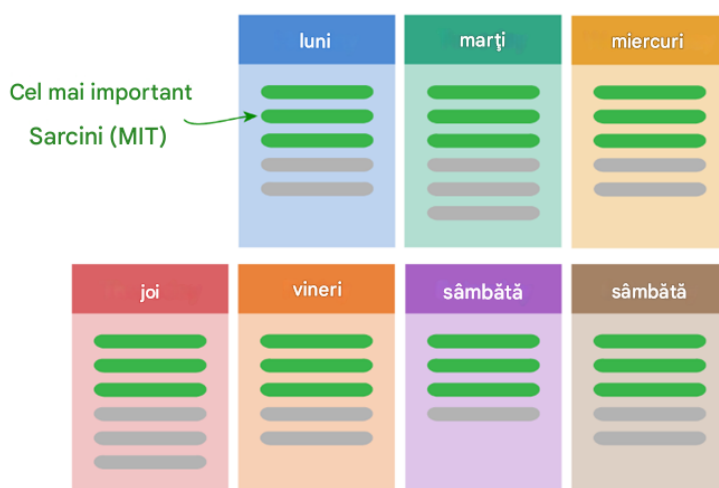 luni
marţi
miercuri
Cel mai important
Sarcini (MIT)
joi
vineri
sâmbătă
sâmbătă